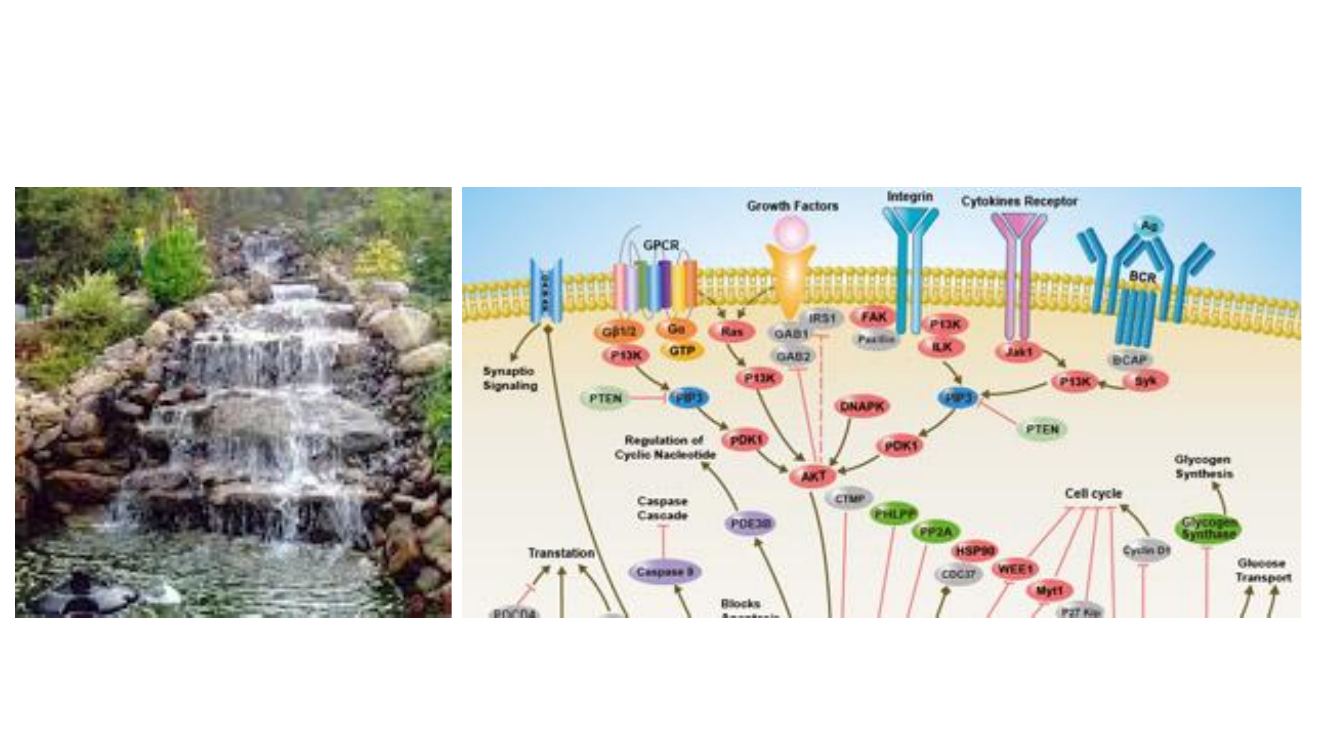 Integrin
Cytokines Receptor
Growth Factors
Ag
GPCR
BCR
GABAR
IRS1
FAK
Gβ1/2
Gα
Ras
GAB1
P13K
Paxillin
GTP
P13K
GAB2
ILK
Jak1
BCAP
Synaptic
Signaling
P13K
P13K
Syk
PTEN
PIP3
PIP3
DNAPK
PTEN
Regulation of
Cyclic Nucleotide
PDK1
PDK1
AKT
Glycogen
Synthesis
Caspase
Cascade
CTMP
Cell cycle
PHLPP
PDE3B
PP2A
Glycogen
Synthase
Transtation
HSP90
Cyclin D1
Caspase 9
CDC37
WEE1
Glucose
Transport
Myt1
Blocks
Apoptosis
PDCD4
P27 Kip